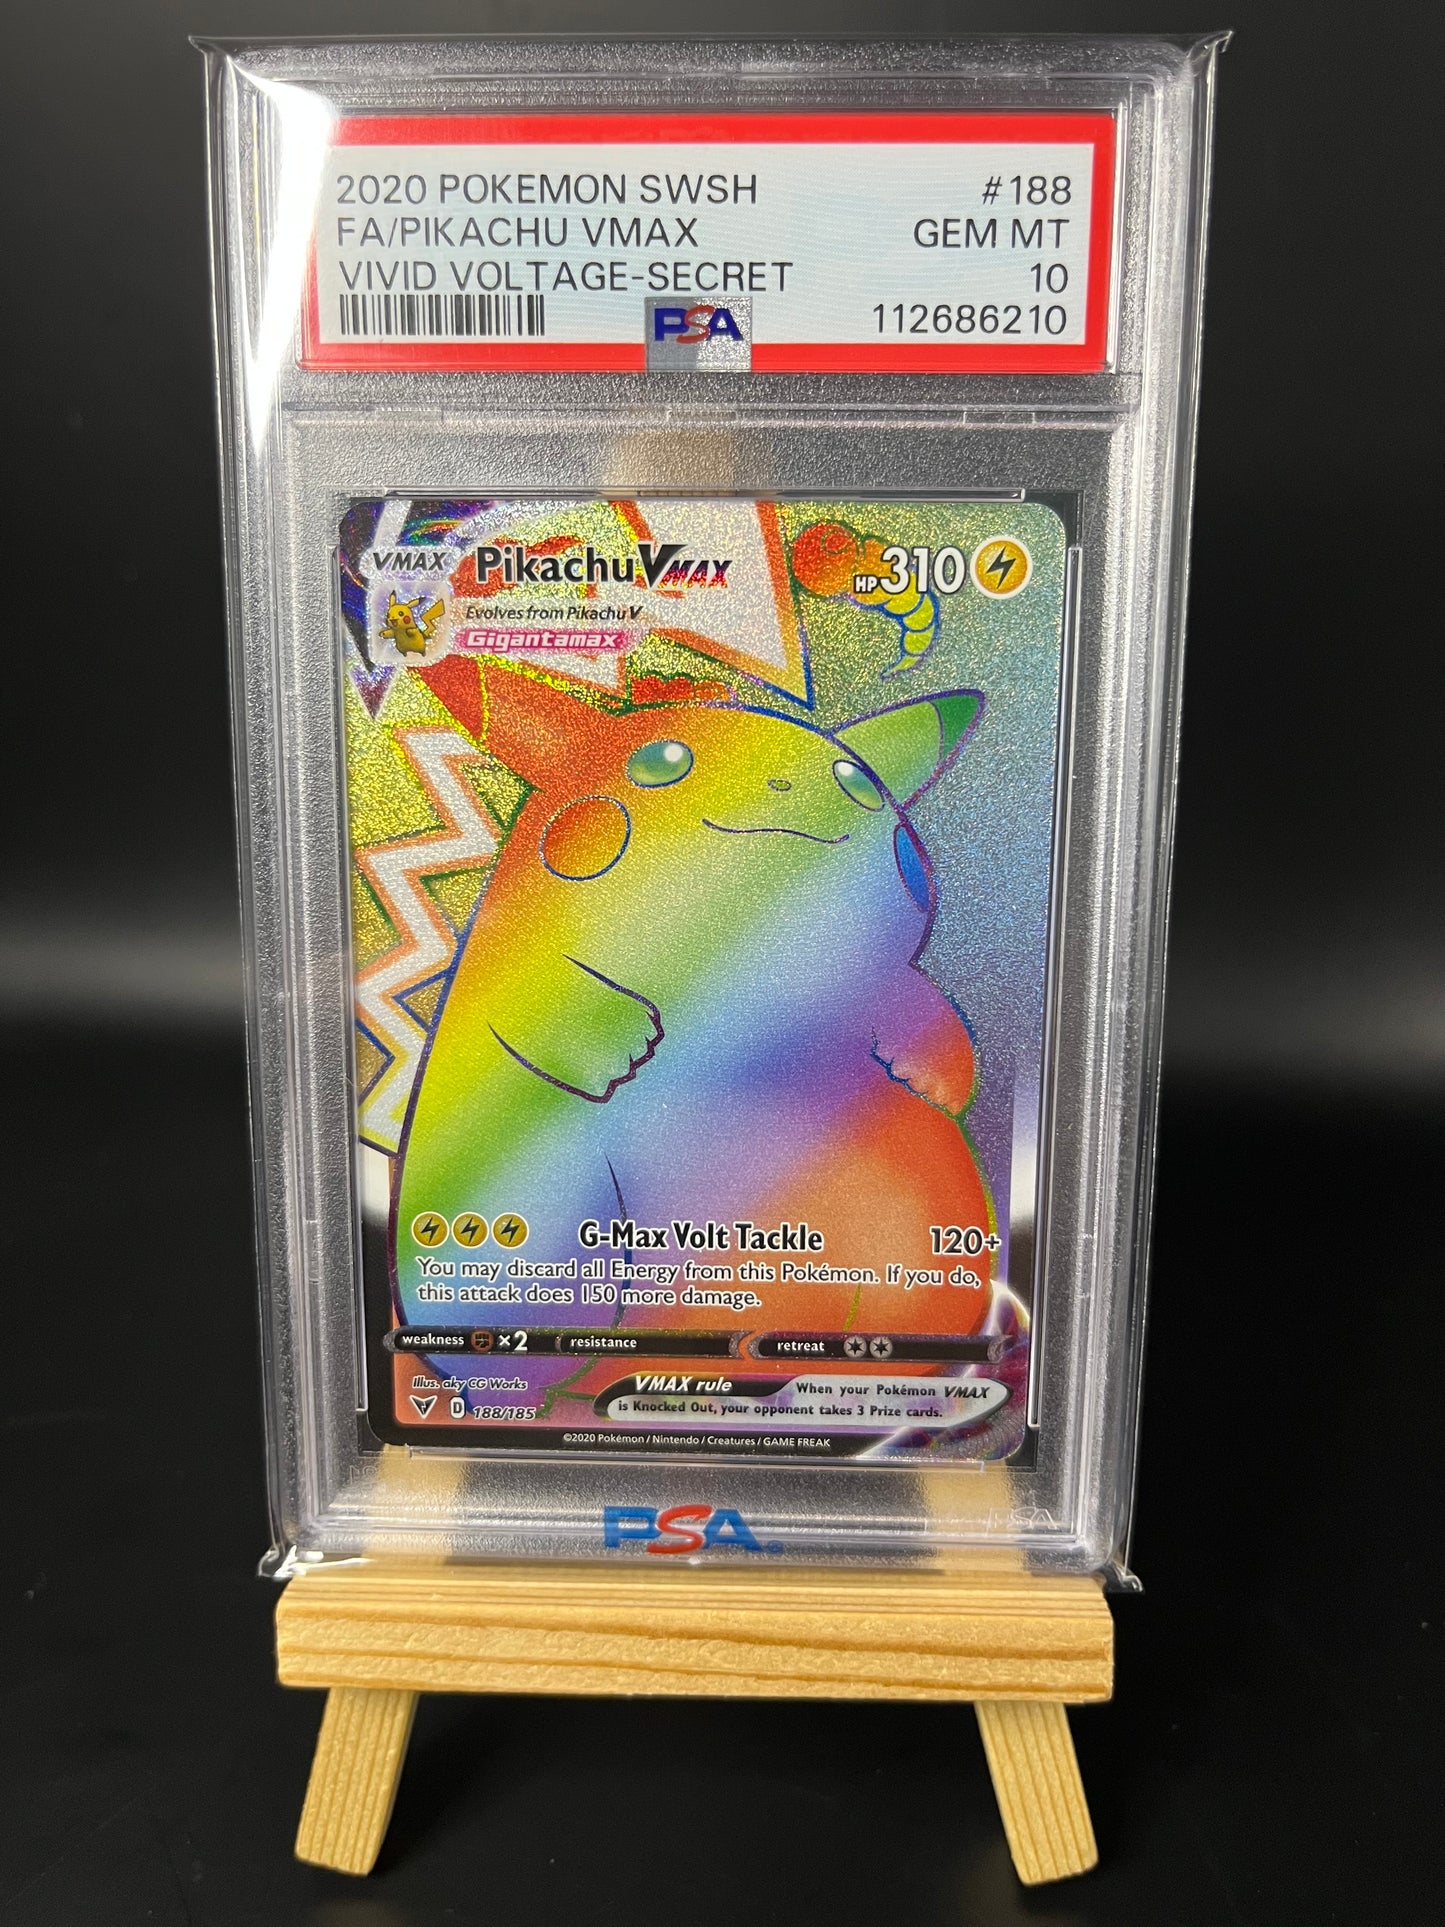 2020 POKEMON SWSH #188
FA/PIKACHU VMAX GEM MT
VIVID VOLTAGE-SECRET 10
PSA 112686210
VMAX Pikachu VMAX HP 310
Evolves from Pikachu V
Gigantamax
G-Max Volt Tackle 120+
You may discard all Energy from this Pokémon. If you do,
this attack does 150 more damage.
weakness ×2 resistance retreat
Illus. aky CG Works
VMAX rule When your Pokémon VMAX
is Knocked Out, your opponent takes 3 Prize cards.
D 188/185
©2020 Pokémon / Nintendo / Creatures / GAME FREAK
PSA
PSA